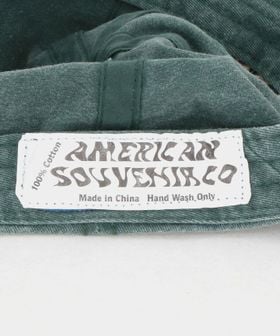 100% Cotton
AMERICAN
SOUVENIR CO
Made in China Hand Wash Only